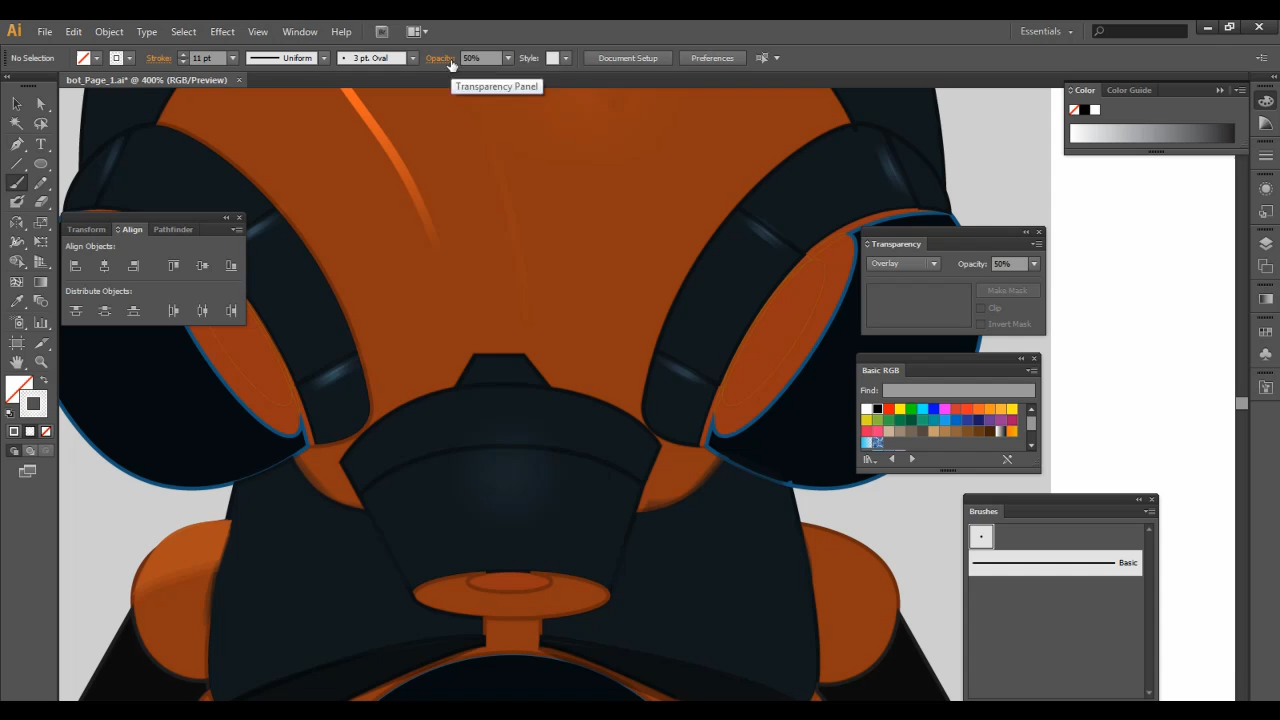 Ai File Edit Object Type Select Effect View Window Help Br Essentials
No Selection Stroke: 11 pt Uniform • 3 pt. Oval Opacity: 50% Style: Document Setup Preferences
bot_Page_1.ai* @ 400% (RGB/Preview) ×
Transparency Panel
Color Color Guide
Transform Align Pathfinder
Align Objects:
Distribute Objects:
Transparency
Overlay Opacity: 50%
Make Mask
Clip
Invert Mask
Basic RGB
Find:
Brushes
Basic